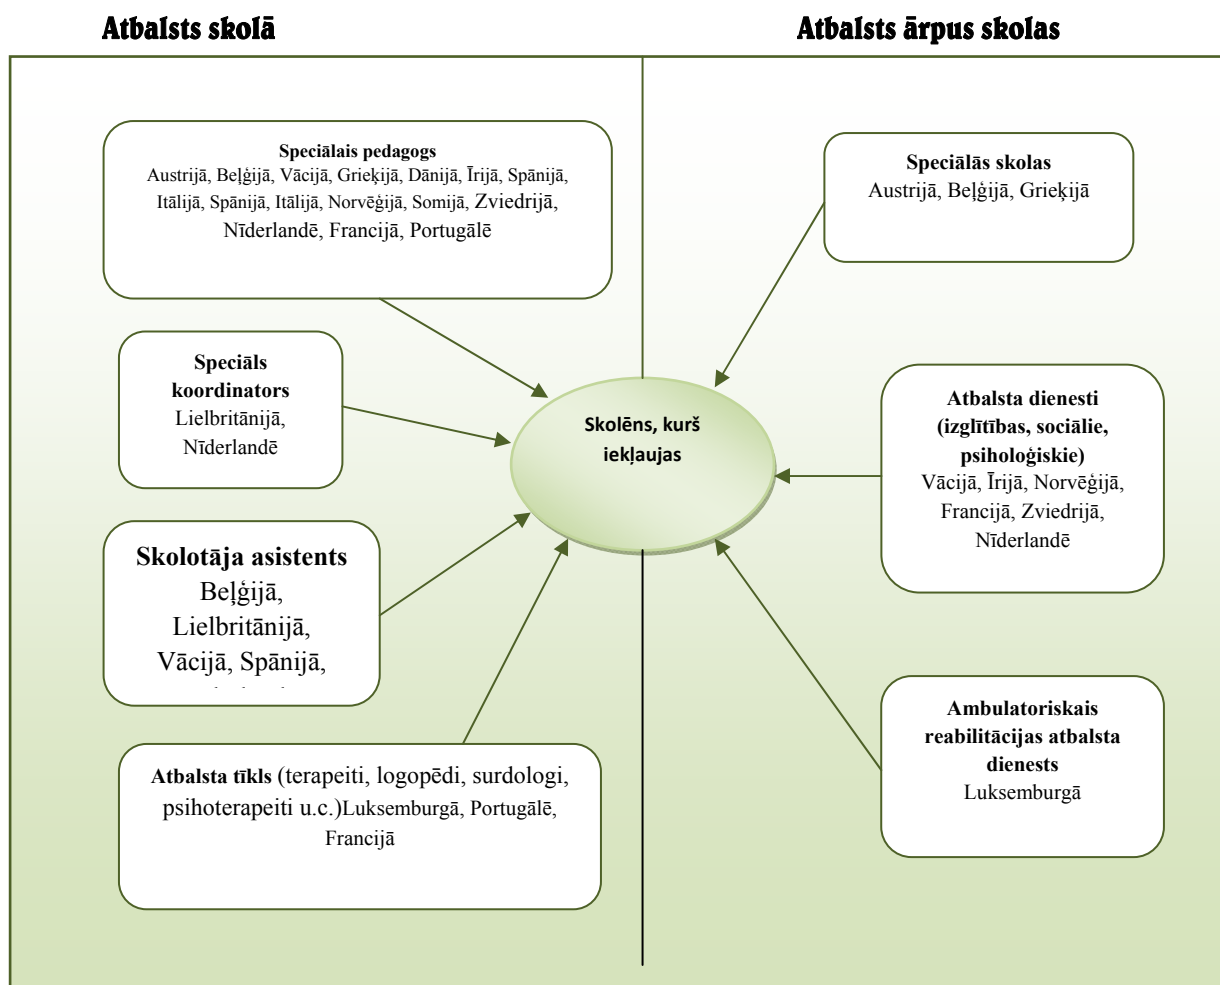 Atbalsts skolā
Atbalsts ārpus skolas
Speciālais pedagogs
Austrijā, Beļģijā, Vācijā, Grieķijā, Dānijā, Īrijā, Spānijā,
Itālijā, Spānijā, Itālijā, Norvēģijā, Somijā, Zviedrijā,
Nīderlandē, Francijā, Portugālē
Speciāls
koordinators
Lielbritānijā,
Nīderlandē
Skolotāja asistents
Beļģijā,
Lielbritānijā,
Vācijā, Spānijā,
Atbalsta tīkls (terapeiti, logopēdi, surdologi,
psihoterapeiti u.c.)Luksemburgā, Portugālē,
Francijā
Skolēns, kurš
iekļaujas
Speciālās skolas
Austrijā, Beļģijā, Grieķijā
Atbalsta dienesti
(izglītības, sociālie,
psiholoģiskie)
Vācijā, Īrijā, Norvēģijā,
Francijā, Zviedrijā,
Nīderlandē
Ambulatoriskais
reabilitācijas atbalsta
dienests
Luksemburgā